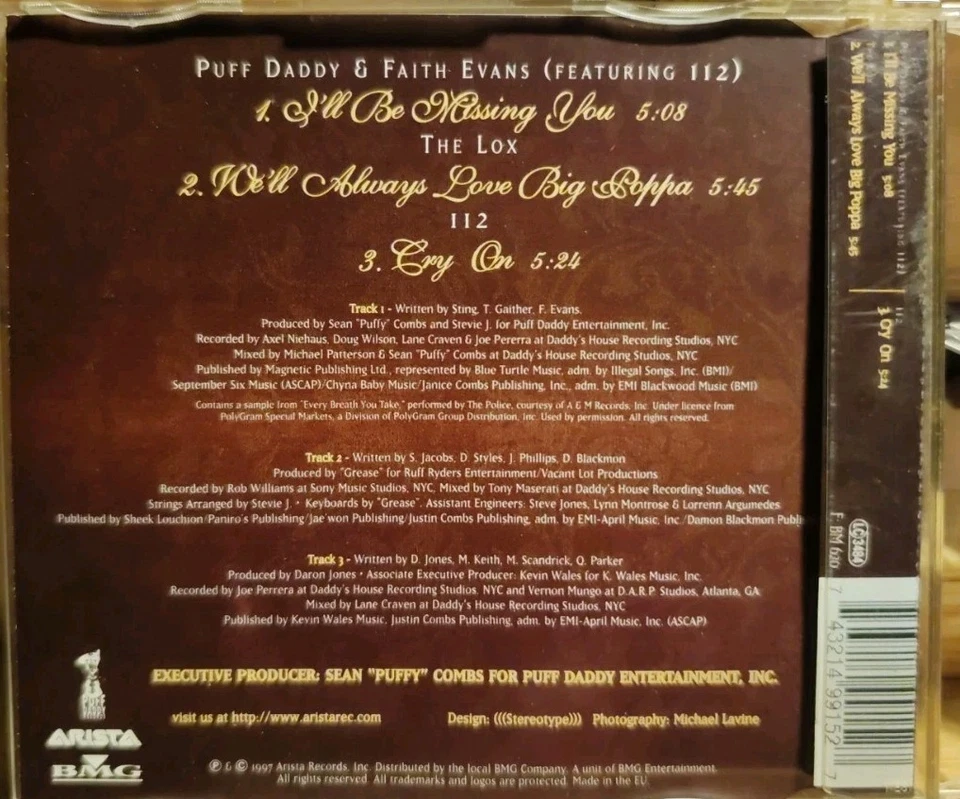 PUFF DADDY & FAITH EVANS (FEATURING 112)
1. I'll Be Missing You 5:08
THE LOX
2. We'll Always Love Big Poppa 5:45
112
3. Cry On 5:24
Track 1 - Written by Sting, T. Gaither, F. Evans.
Produced by Sean "Puffy" Combs and Stevie J. for Puff Daddy Entertainment, Inc.
Recorded by Axel Niehaus, Doug Wilson, Lane Craven & Joe Pererra at Daddy's House Recording Studios, NYC
Mixed by Michael Patterson & Sean "Puffy" Combs at Daddy's House Recording Studios, NYC
Published by Magnetic Publishing Ltd., represented by Blue Turtle Music, adm. by Illegal Songs, Inc. (BMI)/
September Six Music (ASCAP)/Chyna Baby Music/Janice Combs Publishing, Inc., adm. by EMI Blackwood Music (BMI)
Contains a sample from "Every Breath You Take," performed by The Police, courtesy of A & M Records, Inc. Under licence from
PolyGram Special Markets, a Division of PolyGram Group Distribution, Inc. Used by permission. All rights reserved.
Track 2 - Written by S. Jacobs, D. Styles, J. Phillips, D. Blackmon
Produced by "Grease" for Ruff Ryders Entertainment/Vacant Lot Productions
Recorded by Rob Williams at Sony Music Studios, NYC, Mixed by Tony Maserati at Daddy's House Recording Studios, NYC
Strings Arranged by Stevie J. • Keyboards by "Grease". Assistant Engineers: Steve Jones, Lynn Montrose & Lorrenn Argumedes
Published by Sheek Louchion/Paniro's Publishing/Jae'won Publishing/Justin Combs Publishing, adm. by EMI-April Music, Inc./Damon Blackmon Publi
Track 3 - Written by D. Jones, M. Keith, M. Scandrick, Q. Parker
Produced by Daron Jones • Associate Executive Producer: Kevin Wales for K. Wales Music, Inc.
Recorded by Joe Perrera at Daddy's House Recording Studios, NYC and Vernon Mungo at D.A.R.P. Studios, Atlanta, GA
Mixed by Lane Craven at Daddy's House Recording Studios, NYC
Published by Kevin Wales Music, Justin Combs Publishing, adm. by EMI-April Music, Inc. (ASCAP)
EXECUTIVE PRODUCER: SEAN "PUFFY" COMBS FOR PUFF DADDY ENTERTAINMENT, INC.
visit us at http://www.aristarec.com Design: (((Stereotype))) Photography: Michael Lavine
ARISTA
BMG
℗ & © 1997 Arista Records, Inc. Distributed by the local BMG Company. A unit of BMG Entertainment.
All rights reserved. All trademarks and logos are protected. Made in the EU.
1. I'll Be Missing You 5:08
2. We'll Always Love Big Poppa 5:45
112
3. Cry On 5:24
LC 3484
F: BM 620
7 43214 99152 7